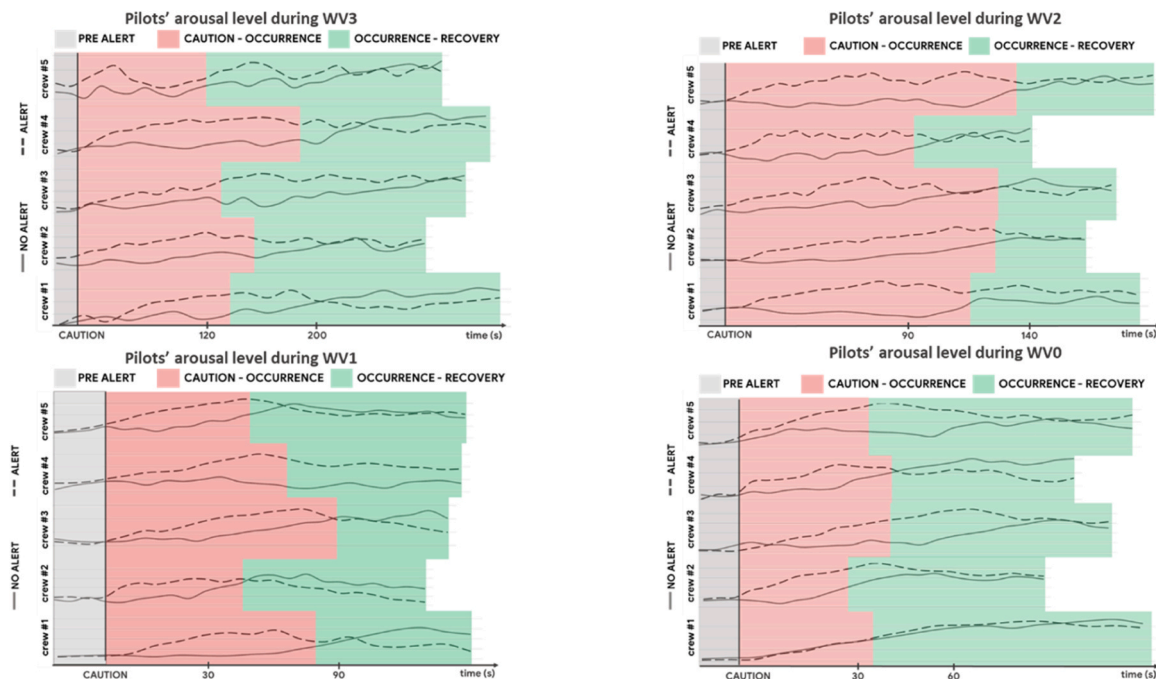 Pilots' arousal level during WV3
PRE ALERT CAUTION - OCCURRENCE OCCURRENCE - RECOVERY
crew #5
crew #4
crew #3
crew #2
crew #1
ALERT
NO ALERT
CAUTION 120 200 time (s)
Pilots' arousal level during WV2
PRE ALERT CAUTION - OCCURRENCE OCCURRENCE - RECOVERY
crew #5
crew #4
crew #3
crew #2
crew #1
ALERT
NO ALERT
CAUTION 90 140 time (s)
Pilots' arousal level during WV1
PRE ALERT CAUTION - OCCURRENCE OCCURRENCE - RECOVERY
crew #5
crew #4
crew #3
crew #2
crew #1
ALERT
NO ALERT
CAUTION 30 90 time (s)
Pilots' arousal level during WV0
PRE ALERT CAUTION - OCCURRENCE OCCURRENCE - RECOVERY
crew #5
crew #4
crew #3
crew #2
crew #1
ALERT
NO ALERT
CAUTION 30 60 time (s)